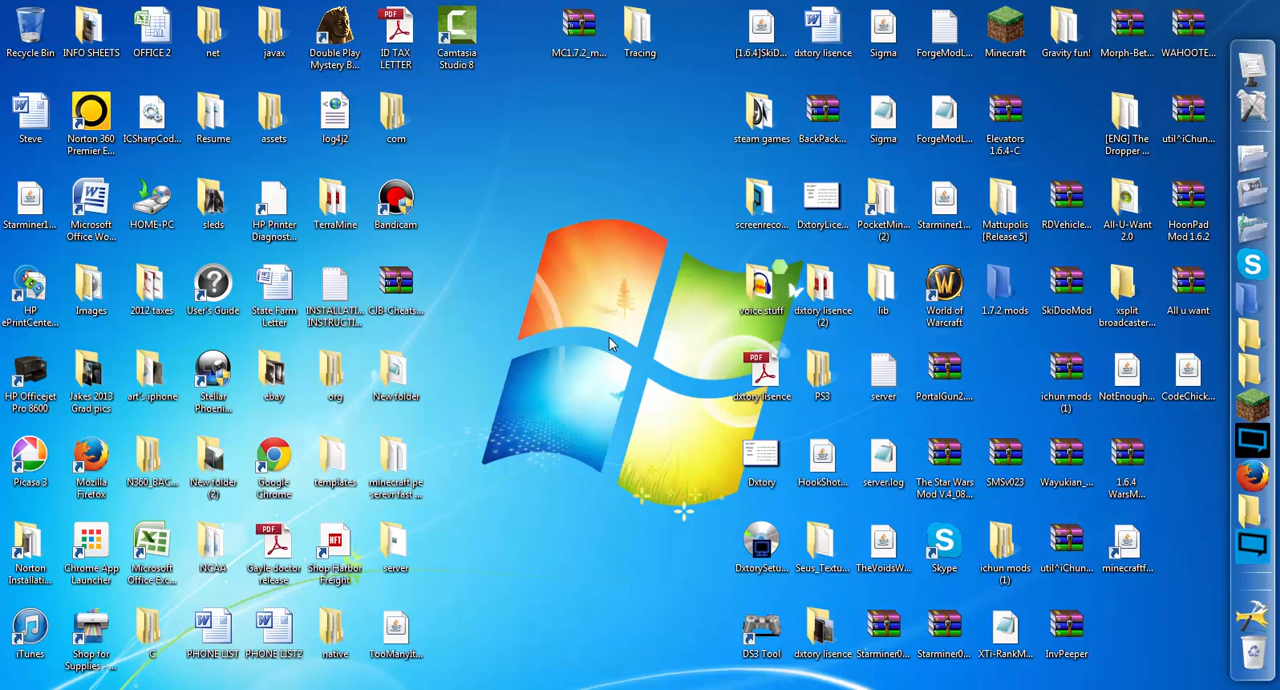 Recycle Bin
INFO SHEETS
OFFICE 2
net
javax
Double Play
Mystery B...
PDF
ID TAX
LETTER
Camtasia
Studio 8
MC1.7.2_m...
Tracing
[1.6.4]SkiD...
dxtory lisence
Sigma
ForgeModL...
Minecraft
Gravity fun!
Morph-Bet...
WAHOOTE...
Steve
Norton 360
Premier E...
ICSharpCod...
Resume
assets
log4j2
com
steam games
BackPack...
Sigma
ForgeModL...
Elevators
1.6.4-C
[ENG] The
Dropper ...
util^iChun...
Starminer1...
Microsoft
Office Wo...
HOME-PC
sleds
HP Printer
Diagnost...
TerraMine
Bandicam
screenreco...
DxtoryLice...
PocketMin...
(2)
Starminer1...
Mattupolis
[Release 5]
RDVehicle...
All-U-Want
2.0
HoonPad
Mod 1.6.2
HP
ePrintCente...
Images
2012 taxes
User's Guide
State Farm
Letter
INSTALLATI...
INSTRUCTI...
CJB-Cheats...
voice stuff
dxtory lisence
(2)
lib
World of
Warcraft
1.7.2 mods
SkiDooMod
xsplit
broadcaster...
All u want
HP Officejet
Pro 8600
Jakes 2013
Grad pics
art's iphone
Stellar
Phoeni...
ebay
org
New folder
PDF
dxtory lisence
PS3
server
PortalGun2...
ichun mods
(1)
NotEnough...
CodeChick...
Picasa 3
Mozilla
Firefox
N360_BAC...
New folder
(2)
Google
Chrome
templates
minecraft pe
serevr!fast ...
Dxtory
HookShot...
server.log
The Star Wars
Mod V.4_08...
SMSv023
Wayukian_...
1.6.4
WarsM...
Norton
Installati...
Chrome App
Launcher
Microsoft
Office Exc...
NCAA
PDF
Gayle doctor
release
HFT
Shop Harbor
Freight
server
DxtorySetu...
Seus_Textu...
TheVoidsW...
Skype
ichun mods
(1)
util^iChun...
minecraftf...
iTunes
Shop for
Supplies - ...
C
PHONE LIST
PHONE LIST2
native
TooManyIt...
DS3 Tool
dxtory lisence
Starminer0...
Starminer0...
XTi-RankM...
InvPeeper